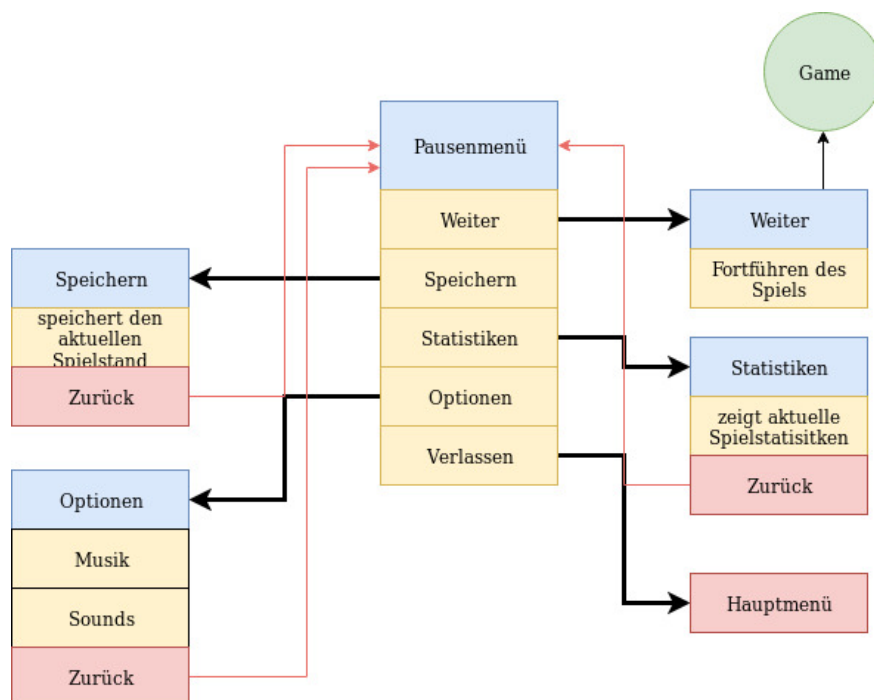 Game
Pausenmenü
Weiter
Speichern
Statistiken
Optionen
Verlassen
Speichern
speichert den
aktuellen
Spielstand
Zurück
Optionen
Musik
Sounds
Zurück
Weiter
Fortführen des
Spiels
Statistiken
zeigt aktuelle
Spielstatisitken
Zurück
Hauptmenü